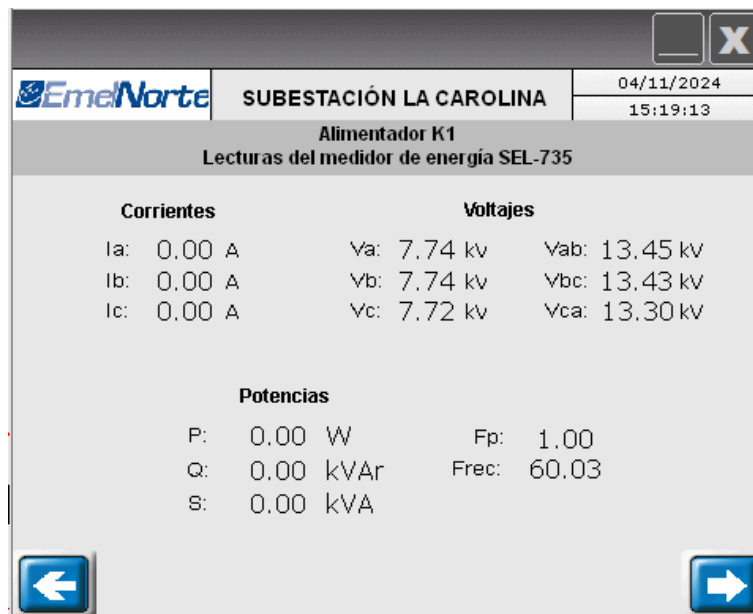 EmelNorte
SUBESTACIÓN LA CAROLINA
04/11/2024
15:19:13
Alimentador K1
Lecturas del medidor de energía SEL-735
Corrientes
Ia: 0.00 A
Ib: 0.00 A
Ic: 0.00 A
Voltajes
Va: 7.74 kv Vab: 13.45 kv
Vb: 7.74 kv Vbc: 13.43 kv
Vc: 7.72 kv Vca: 13.30 kv
Potencias
P: 0.00 W
Q: 0.00 kVAr
S: 0.00 kVA
Fp: 1.00
Frec: 60.03